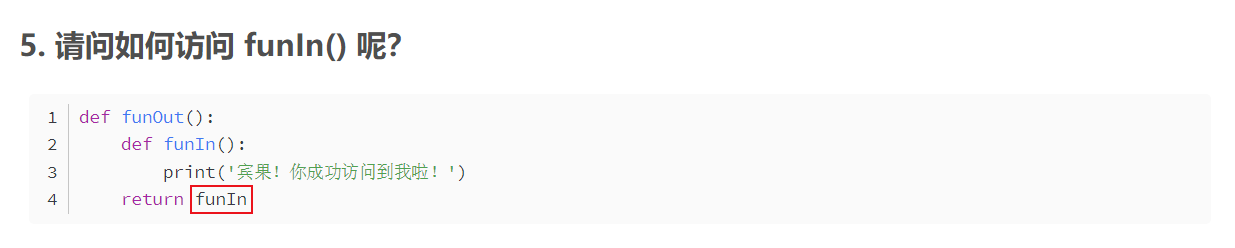 5. 请问如何访问 funIn() 呢？
1 def funOut():
2     def funIn():
3         print('宾果！你成功访问到我啦！')
4     return funIn